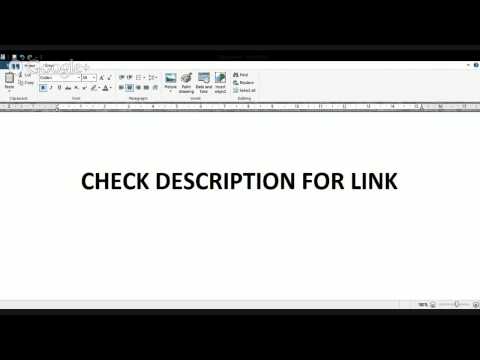 Google+
Home
View
Paste
Cut
Copy
Calibri
Find
Replace
Select all
Picture
Paint
drawing
Date and
time
Insert
object
Clipboard
Font
Paragraph
Insert
Editing
CHECK DESCRIPTION FOR LINK
100%